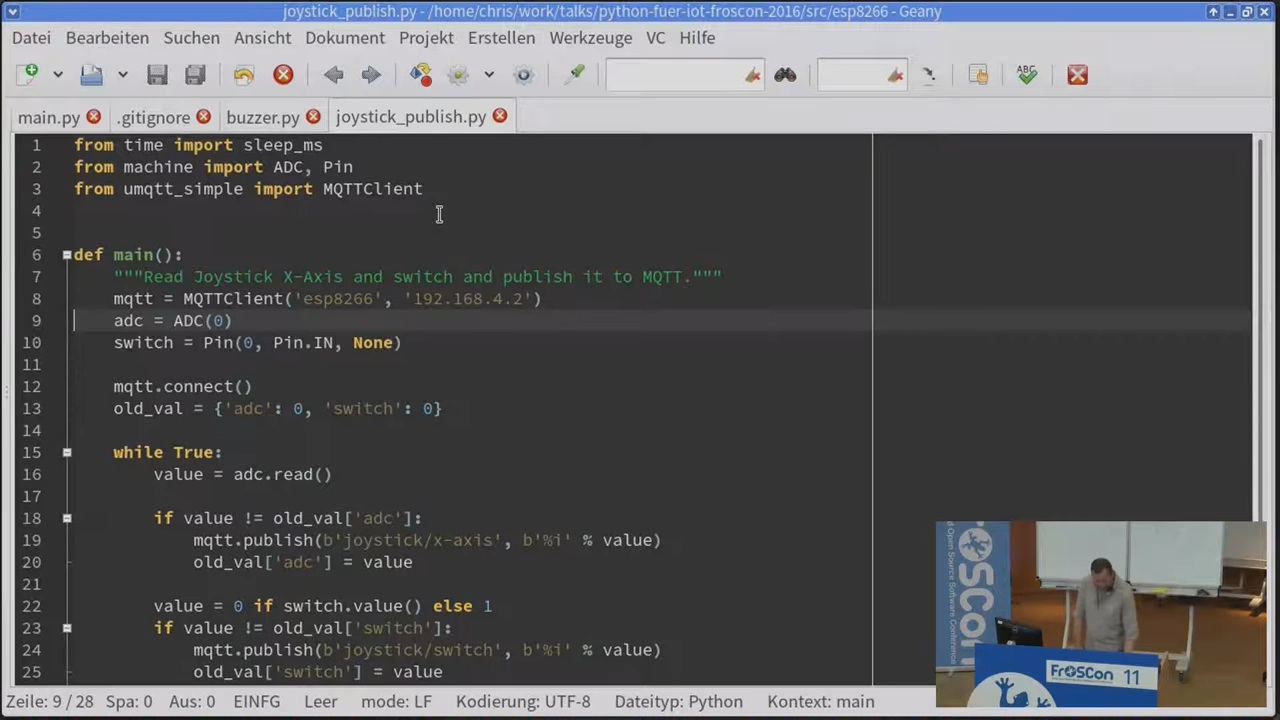 joystick_publish.py - /home/chris/work/talks/python-fuer-iot-froscon-2016/src/esp8266 - Geany
Datei Bearbeiten Suchen Ansicht Dokument Projekt Erstellen Werkzeuge VC Hilfe
ABC
main.py .gitignore buzzer.py joystick_publish.py
1 from time import sleep_ms
2 from machine import ADC, Pin
3 from umqtt_simple import MQTTClient
4
5
6 def main():
7 """Read Joystick X-Axis and switch and publish it to MQTT."""
8 mqtt = MQTTClient('esp8266', '192.168.4.2')
9 adc = ADC(0)
10 switch = Pin(0, Pin.IN, None)
11
12 mqtt.connect()
13 old_val = {'adc': 0, 'switch': 0}
14
15 while True:
16 value = adc.read()
17
18 if value != old_val['adc']:
19 mqtt.publish(b'joystick/x-axis', b'%i' % value)
20 old_val['adc'] = value
21
22 value = 0 if switch.value() else 1
23 if value != old_val['switch']:
24 mqtt.publish(b'joystick/switch', b'%i' % value)
25 old_val['switch'] = value
Zeile: 9 / 28 Spa: 0 Aus: 0 EINFG Leer mode: LF Kodierung: UTF-8 Dateityp: Python Kontext: main
Open Source Software Conference
FrOSCon 11